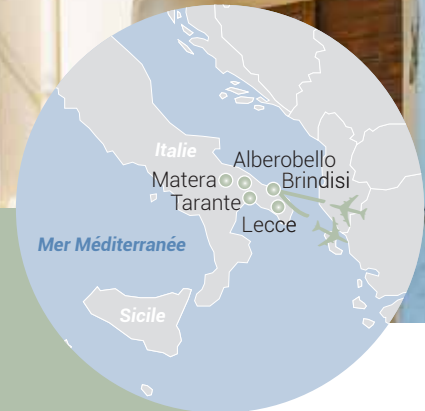 Italie
Alberobello
Matera
Brindisi
Tarante
Lecce
Mer Méditerranée
Sicile